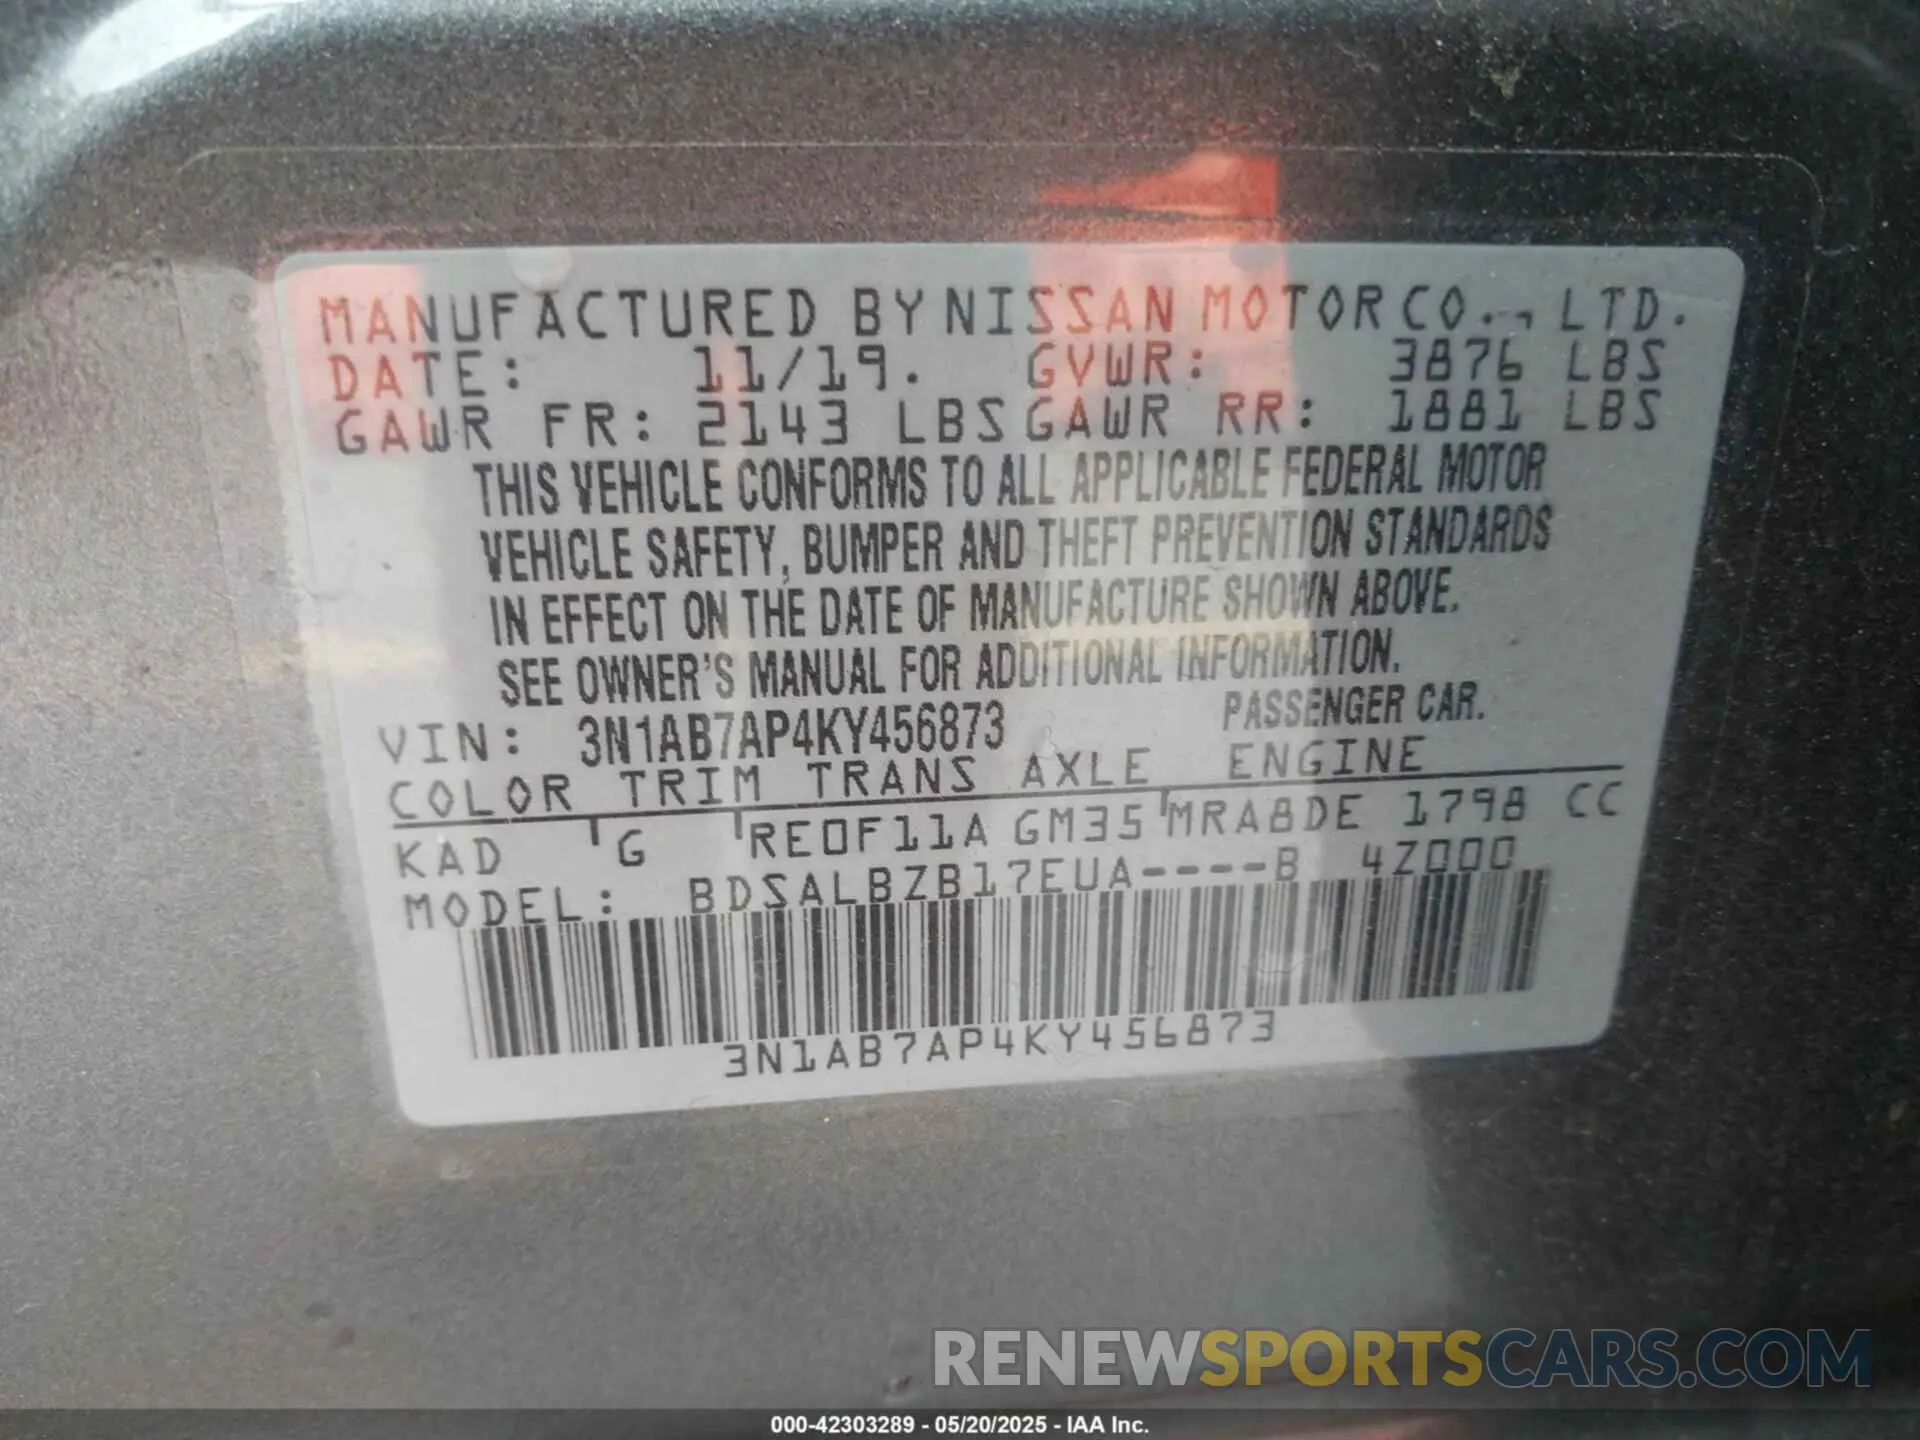 MANUFACTURED BY NISSAN MOTOR CO., LTD.
DATE: 11/19. GVWR: 3876 LBS
GAWR FR: 2143 LBS GAWR RR: 1881 LBS
THIS VEHICLE CONFORMS TO ALL APPLICABLE FEDERAL MOTOR
VEHICLE SAFETY, BUMPER AND THEFT PREVENTION STANDARDS
IN EFFECT ON THE DATE OF MANUFACTURE SHOWN ABOVE.
SEE OWNER'S MANUAL FOR ADDITIONAL INFORMATION.
VIN: 3N1AB7AP4KY456873 PASSENGER CAR.
COLOR TRIM TRANS AXLE ENGINE
KAD G RE0F11A GM35 MRA8DE 1798 CC
MODEL: BDSALBZB17EUA----B 4Z000
3N1AB7AP4KY456873
RENEWSPORTSCARS.COM
000-42303289 - 05/20/2025 - IAA Inc.